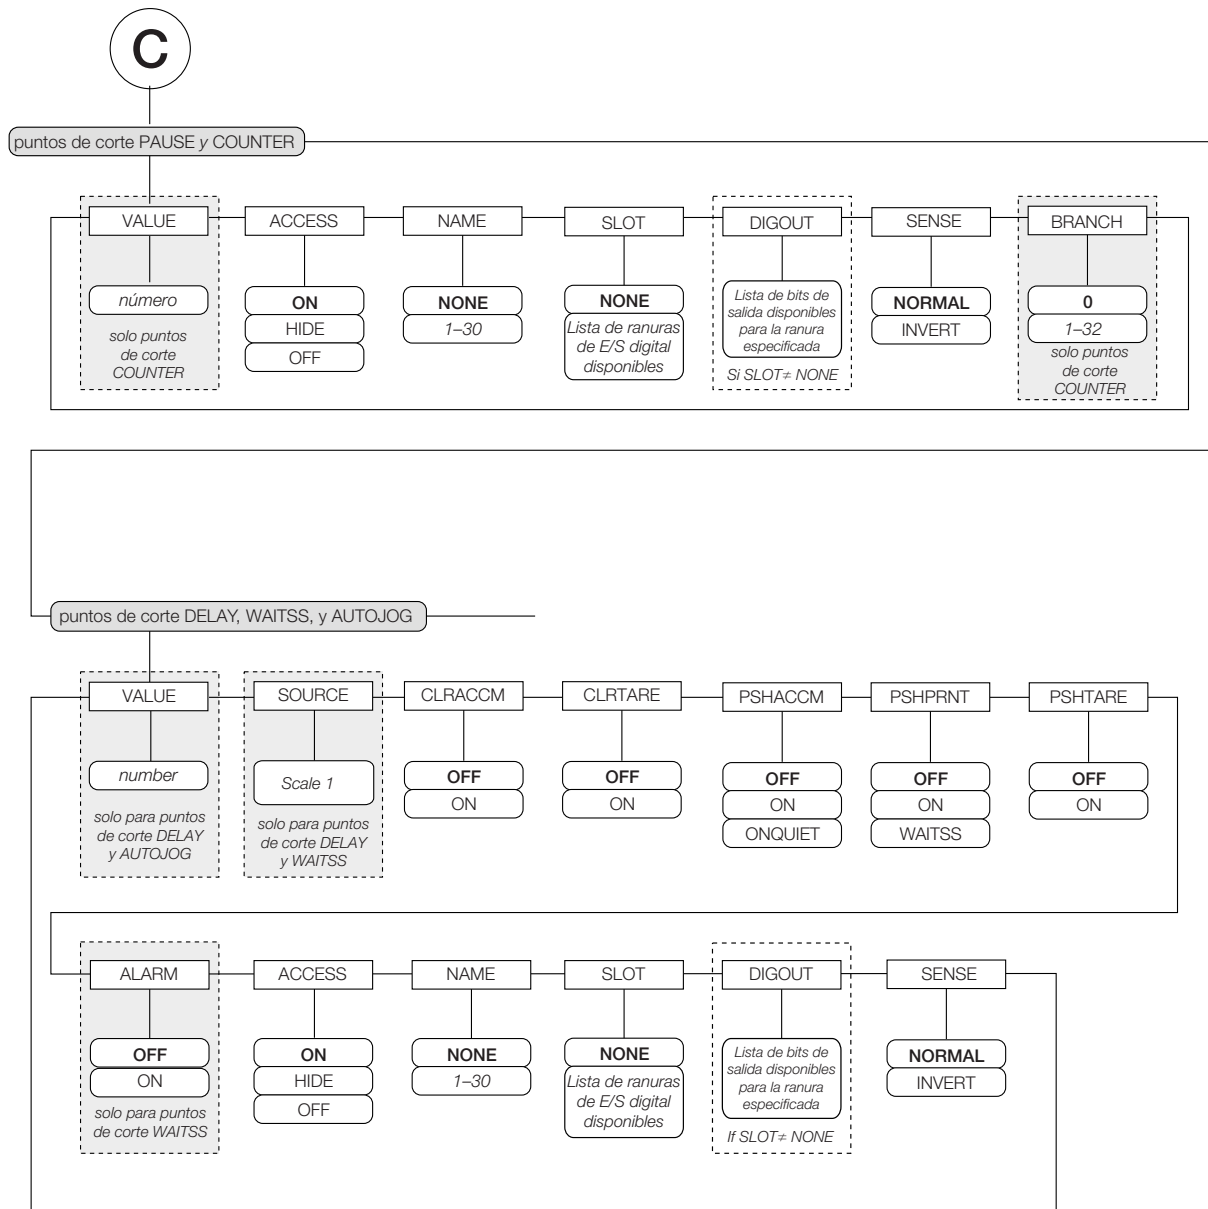 C
puntos de corte PAUSE y COUNTER
VALUE
ACCESS
NAME
SLOT
DIGOUT
SENSE
BRANCH
número
solo puntos
de corte
COUNTER
ON
HIDE
OFF
NONE
1–30
NONE
Lista de ranuras
de E/S digital
disponibles
Lista de bits de
salida disponibles
para la ranura
especificada
Si SLOT≠ NONE
NORMAL
INVERT
0
1–32
solo puntos
de corte
COUNTER
puntos de corte DELAY, WAITSS, y AUTOJOG
VALUE
SOURCE
CLRACCM
CLRTARE
PSHACCM
PSHPRNT
PSHTARE
number
solo para puntos
de corte DELAY
y AUTOJOG
Scale 1
solo para puntos
de corte DELAY
y WAITSS
OFF
ON
OFF
ON
OFF
ON
ONQUIET
OFF
ON
WAITSS
OFF
ON
ALARM
ACCESS
NAME
SLOT
DIGOUT
SENSE
OFF
ON
solo para puntos
de corte WAITSS
ON
HIDE
OFF
NONE
1–30
NONE
Lista de ranuras
de E/S digital
disponibles
Lista de bits de
salida disponibles
para la ranura
especificada
If SLOT≠ NONE
NORMAL
INVERT